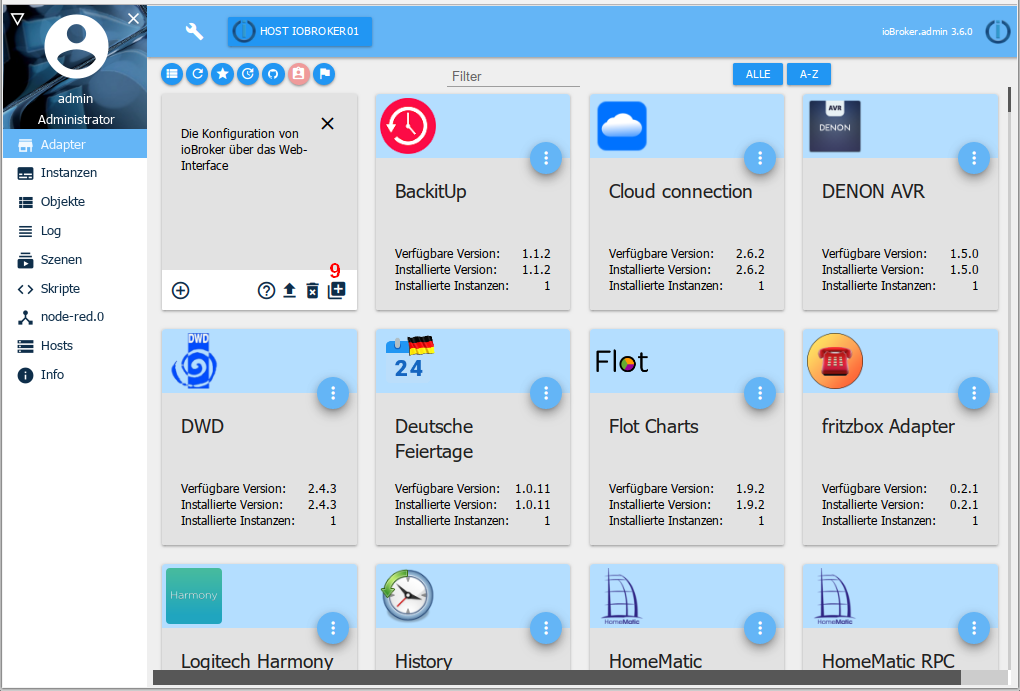 HOST IOBROKER01
ioBroker.admin 3.6.0
admin
Administrator
Adapter
Instanzen
Objekte
Log
Szenen
Skripte
node-red.0
Hosts
Info
Filter
ALLE
A-Z
Die Konfiguration von
ioBroker über das Web-
Interface
9
BackitUp
Verfügbare Version: 1.1.2
Installierte Version: 1.1.2
Installierte Instanzen: 1
Cloud connection
Verfügbare Version: 2.6.2
Installierte Version: 2.6.2
Installierte Instanzen: 1
AVR
DENON
DENON AVR
Verfügbare Version: 1.5.0
Installierte Version: 1.5.0
Installierte Instanzen: 1
DWD
DWD
Verfügbare Version: 2.4.3
Installierte Version: 2.4.3
Installierte Instanzen: 1
24
Deutsche
Feiertage
Verfügbare Version: 1.0.11
Installierte Version: 1.0.11
Installierte Instanzen: 1
Flot
Flot Charts
Verfügbare Version: 1.9.2
Installierte Version: 1.9.2
Installierte Instanzen: 1
fritzbox Adapter
Verfügbare Version: 0.2.1
Installierte Version: 0.2.1
Installierte Instanzen: 1
Harmony
Logitech Harmony
History
HomeMatic
HomeMatic
HomeMatic
HomeMatic RPC